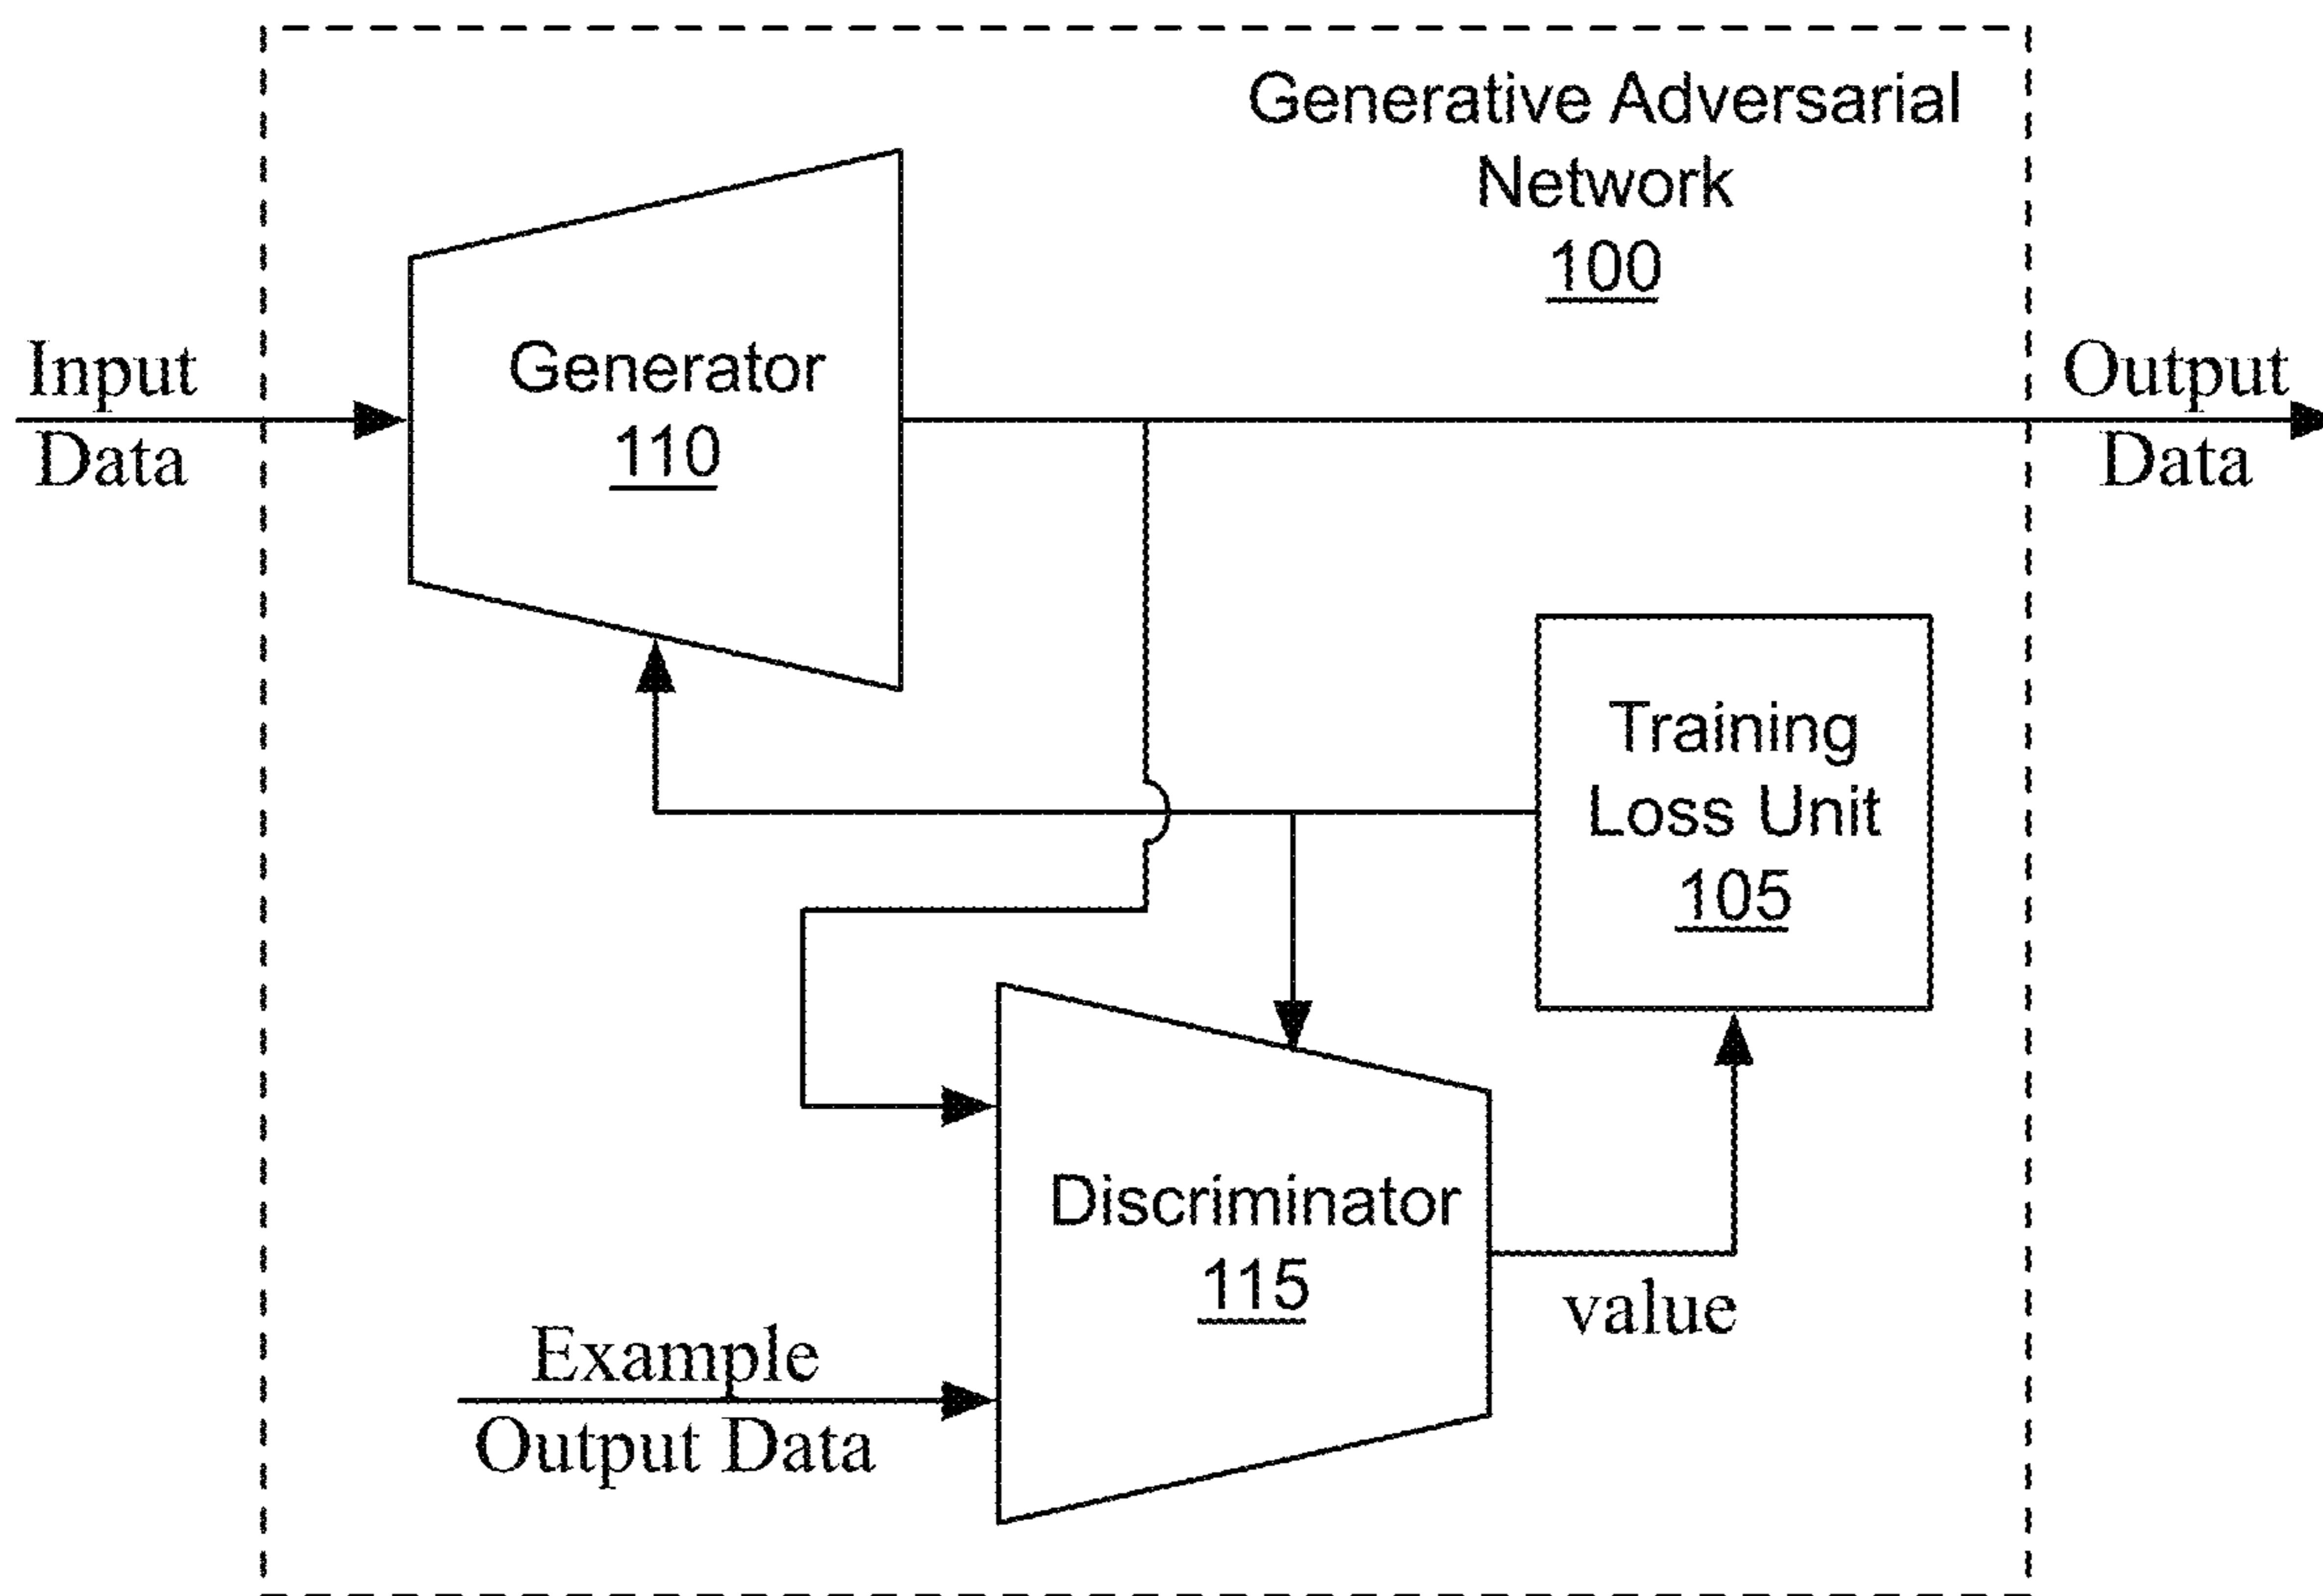 Generative Adversarial
Network
100
Input
Data
Generator
110
Output
Data
Training
Loss Unit
105
Discriminator
115
value
Example
Output Data